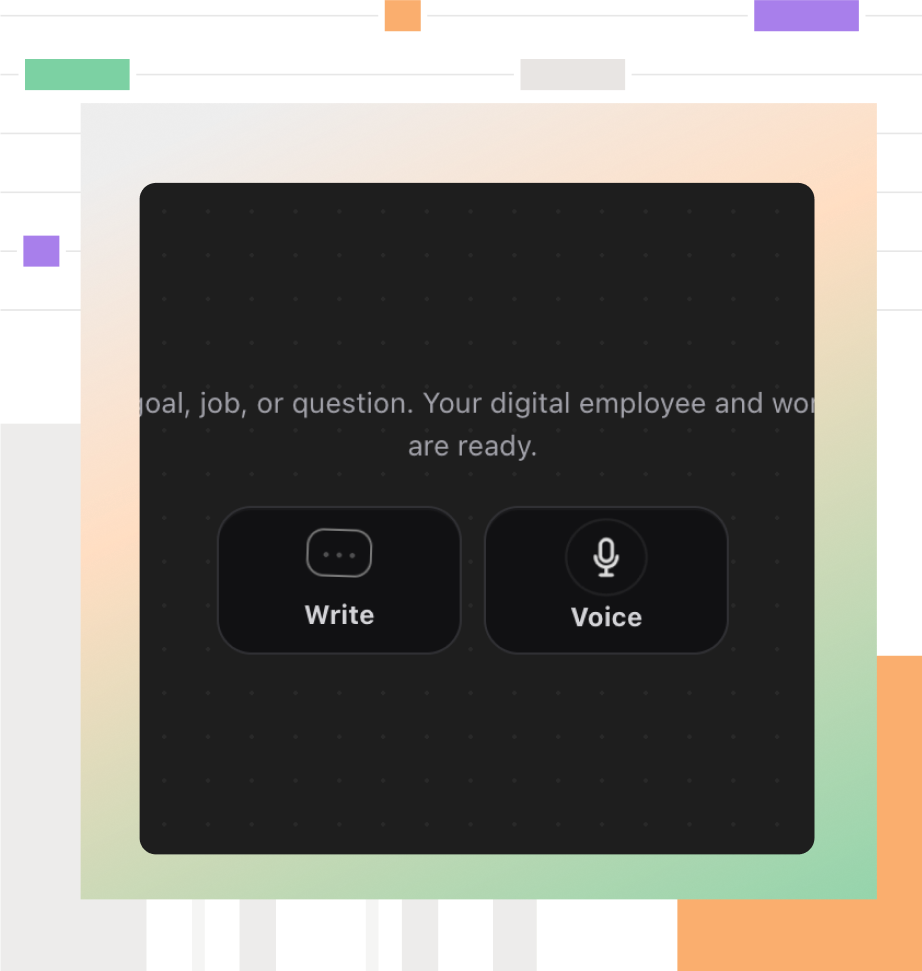 goal, job, or question. Your digital employee and
are ready.
Write
Voice